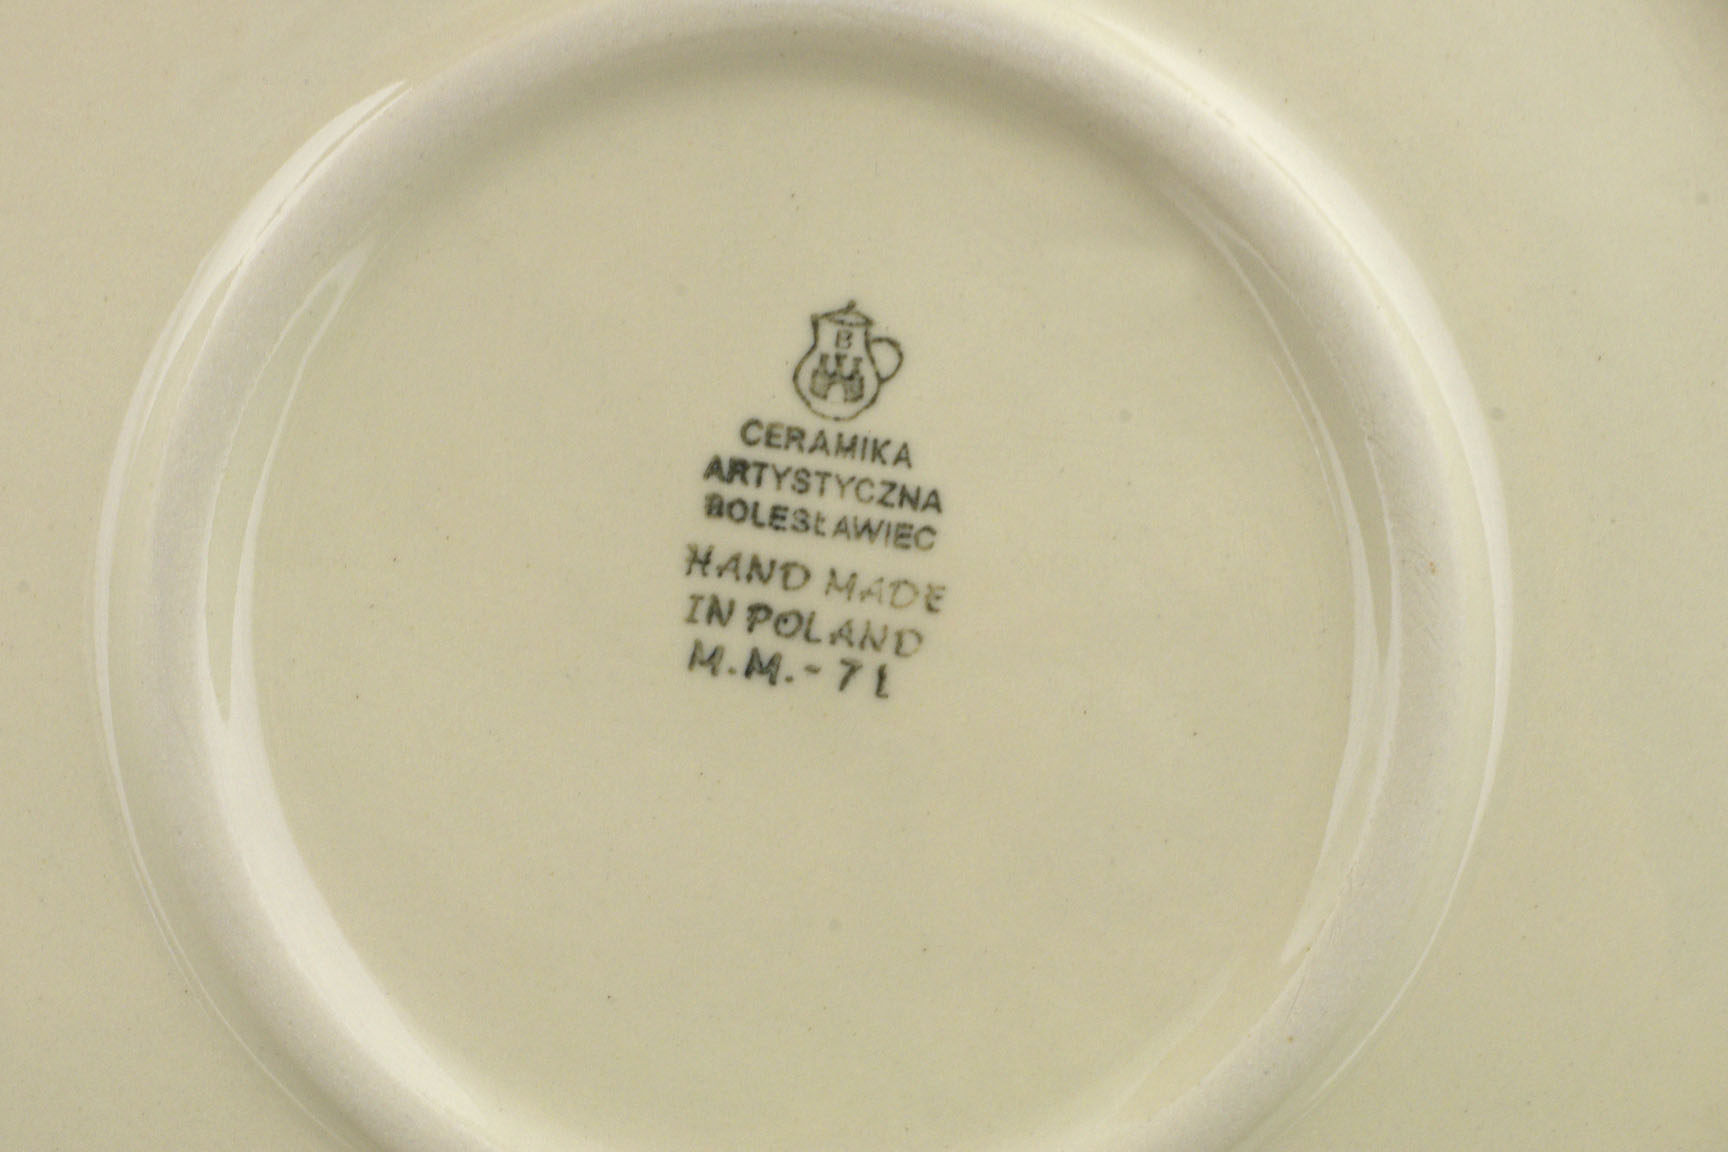 B
CERAMIKA
ARTYSTYCZNA
BOLESŁAWIEC
HAND MADE
IN POLAND
M.M.-71